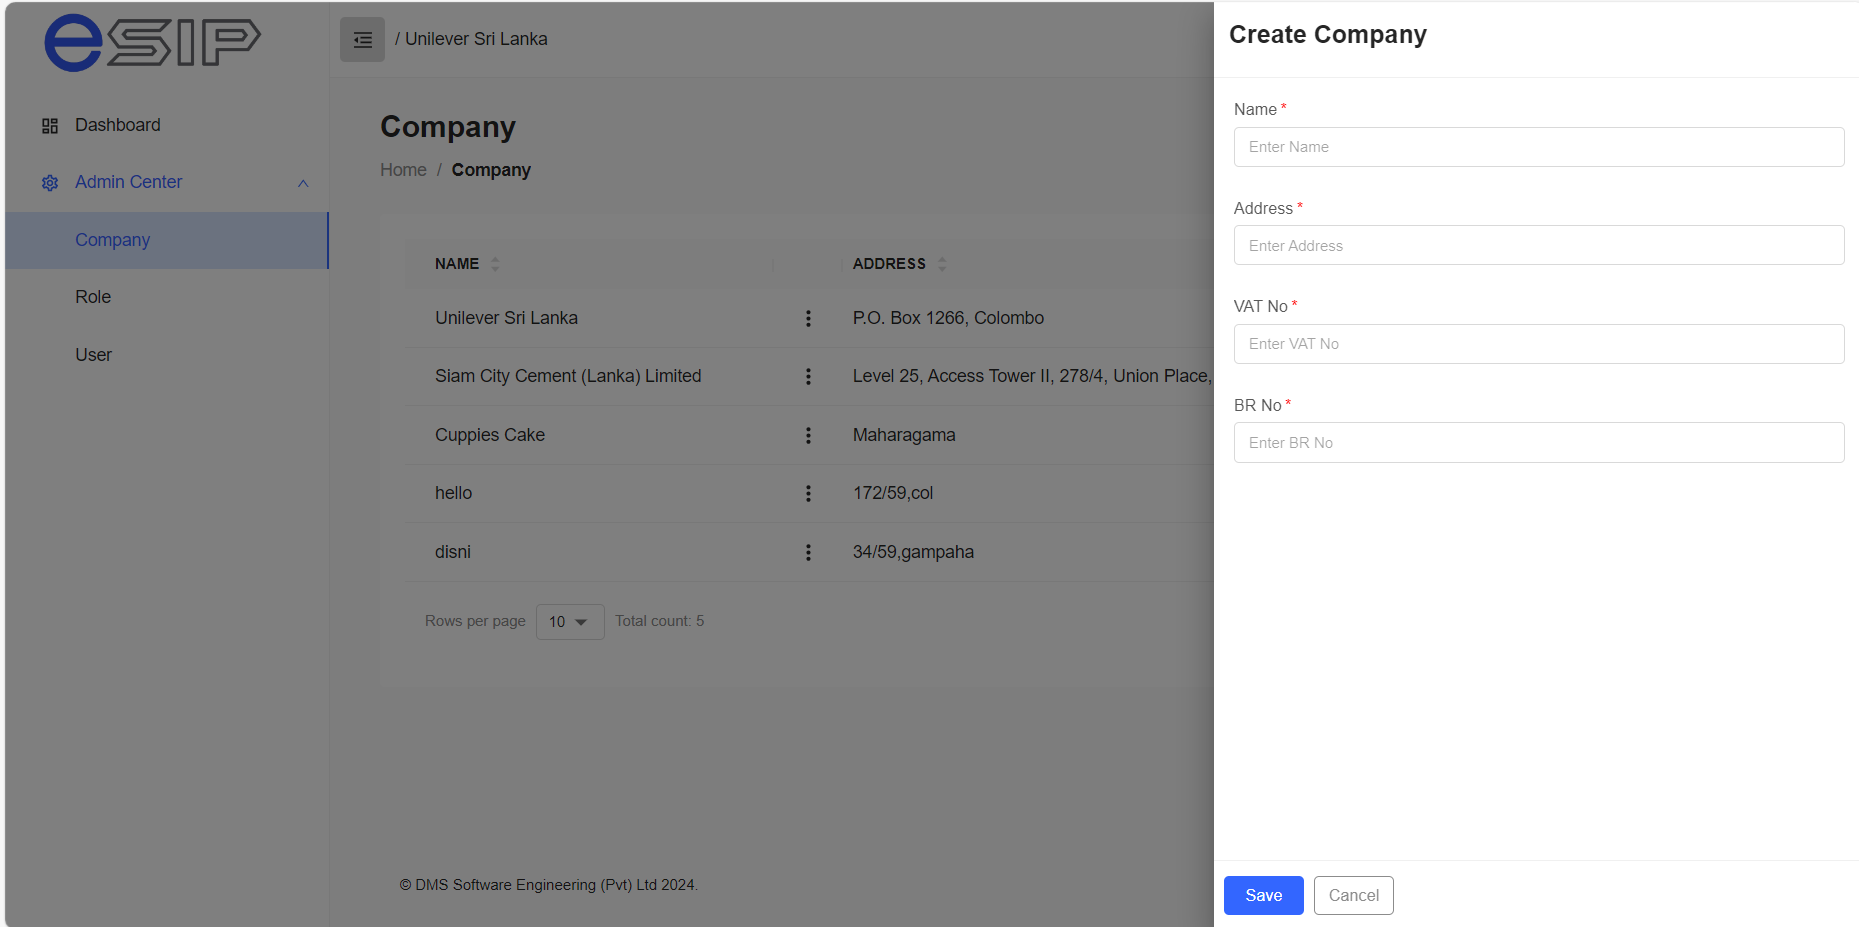 eSIP
/ Unilever Sri Lanka
Dashboard
Admin Center
Company
Role
User
Company
Home / Company
NAME ADDRESS
Unilever Sri Lanka P.O. Box 1266, Colombo
Siam City Cement (Lanka) Limited Level 25, Access Tower II, 278/4, Union Place,
Cuppies Cake Maharagama
hello 172/59,col
disni 34/59,gampaha
Rows per page 10 Total count: 5
© DMS Software Engineering (Pvt) Ltd 2024.
Create Company
Name *
Enter Name
Address *
Enter Address
VAT No *
Enter VAT No
BR No *
Enter BR No
Save Cancel